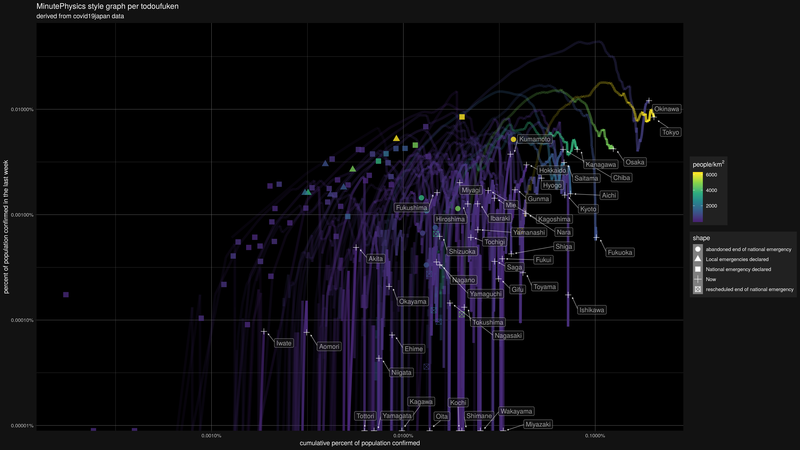 MinutePhysics style graph per todoufuken
derived from covid19japan data
percent of population confirmed in the last week
0.01000%
0.00100%
0.00010%
0.00001%
Okinawa
Tokyo
Kumamoto
Kanagawa
Osaka
Hokkaido
Saitama
Chiba
Hyogo
Miyagi
Gunma
Aichi
Fukushima
Mie
Kyoto
Hiroshima
Ibaraki
Kagoshima
Yamanashi
Nara
Tochigi
Shiga
Fukuoka
Akita
Shizuoka
Fukui
Saga
Nagano
Gifu
Toyama
Okayama
Yamaguchi
Ishikawa
Tokushima
Nagasaki
Iwate
Aomori
Ehime
Niigata
Kagawa
Kochi
Tottori
Yamagata
Oita
Shimane
Wakayama
Miyazaki
0.0010%
0.0100%
0.1000%
cumulative percent of population confirmed
people/km²
6000
4000
2000
shape
abandoned end of national emergency
Local emergencies declared
National emergency declared
Now
rescheduled end of national emergency